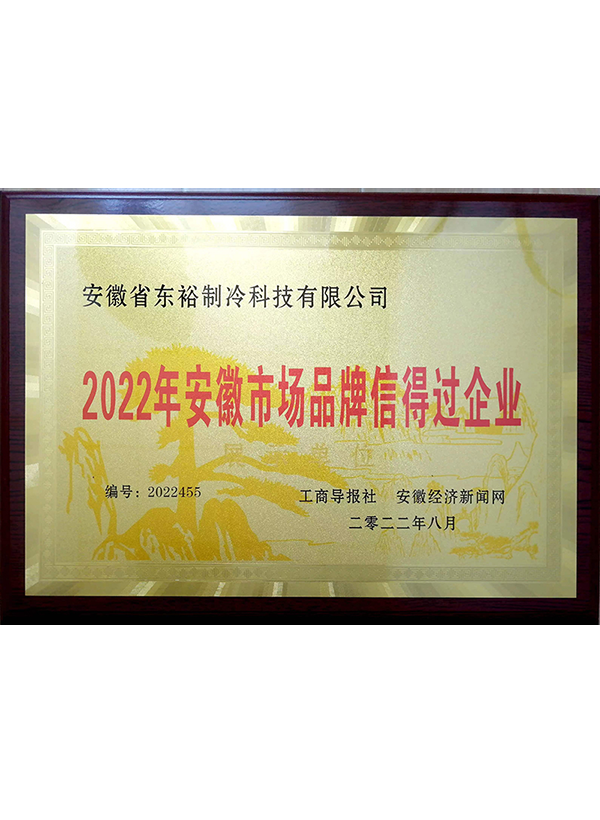 安徽省东裕制冷科技有限公司
2022年安徽市场品牌信得过企业
编号：2022455
工商导报社 安徽经济新闻网
二零二二年八月